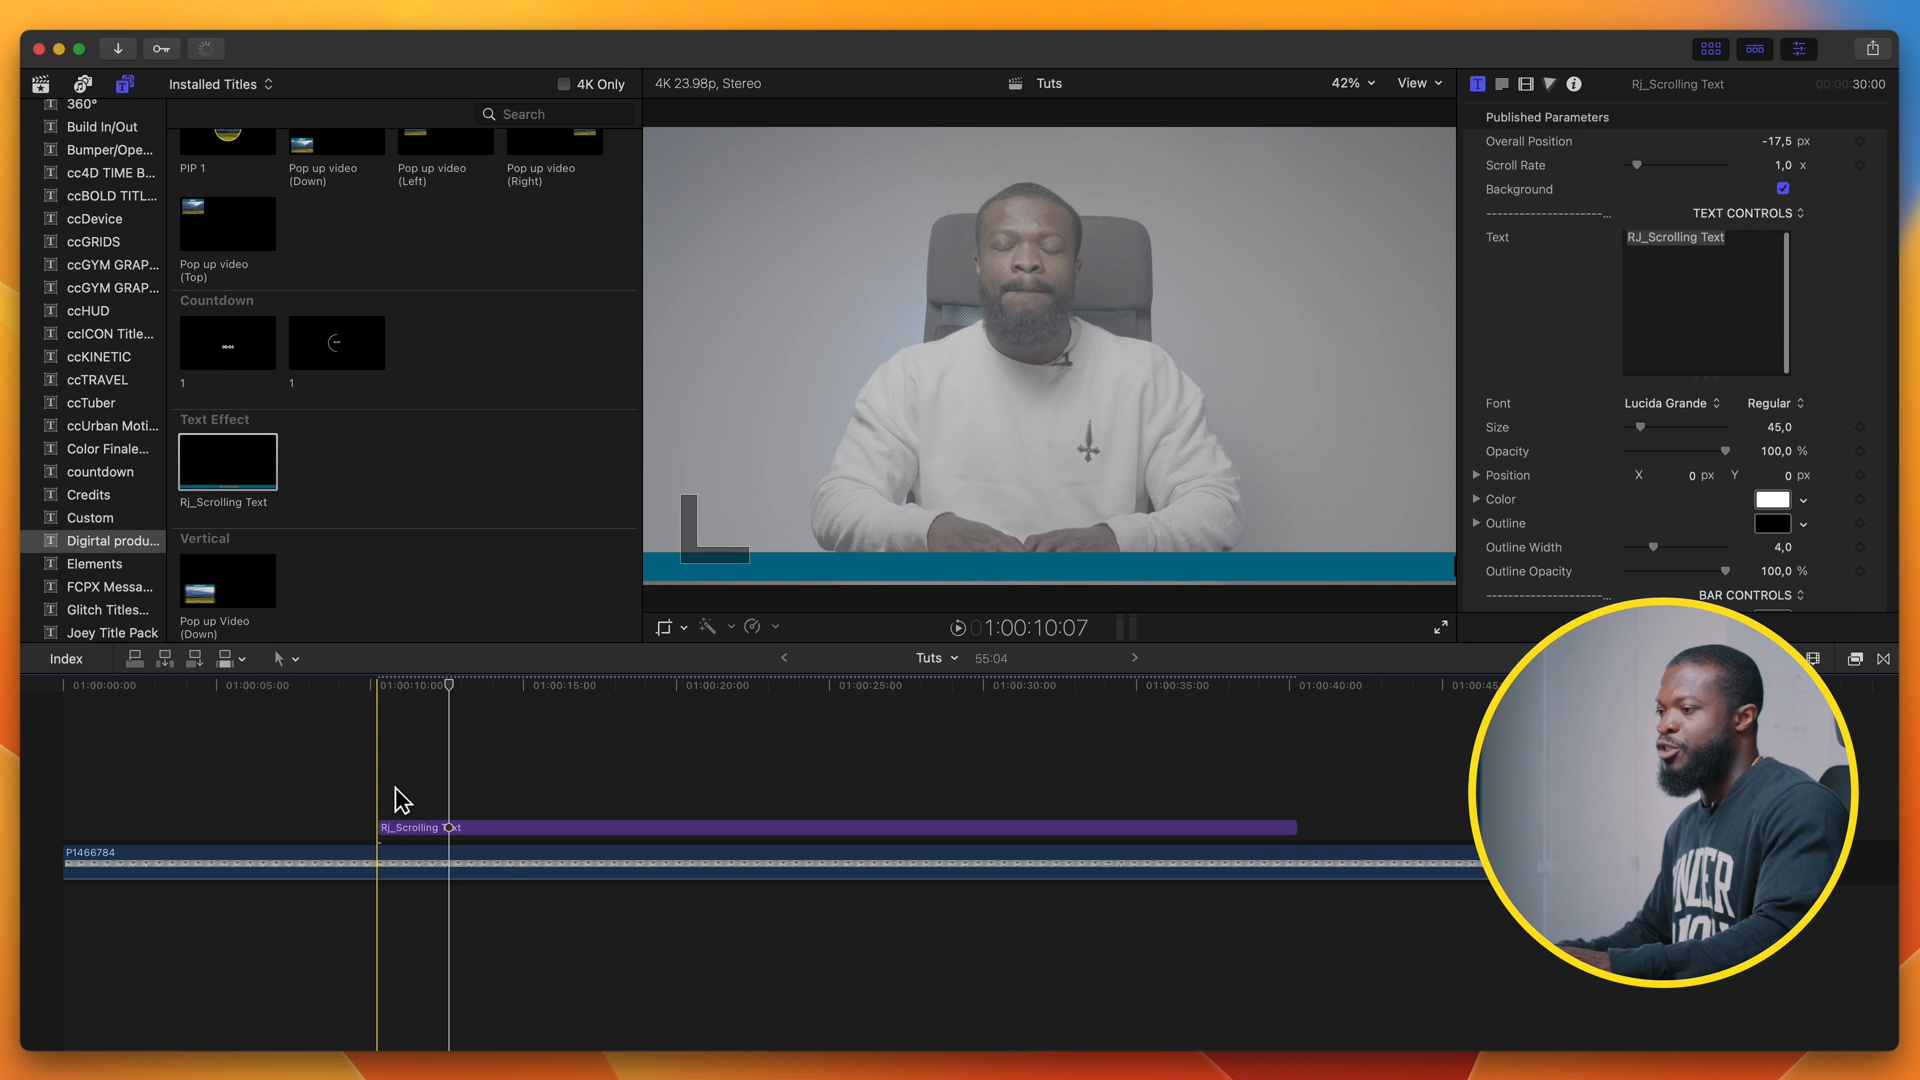 Installed Titles
4K Only
4K 23.98p, Stereo
Tuts
42%
View
Rj_Scrolling Text
00:00:30:00
360°
Build In/Out
Bumper/Ope...
cc4D TIME B...
ccBOLD TITL...
ccDevice
ccGRIDS
ccGYM GRAP...
ccGYM GRAP...
ccHUD
ccICON Title...
ccKINETIC
ccTRAVEL
ccTuber
ccUrban Moti...
Color Finale...
countdown
Credits
Custom
Digirtal produ...
Elements
FCPX Messa...
Glitch Titles...
Joey Title Pack
Search
PIP 1
Pop up video
(Down)
Pop up video
(Left)
Pop up video
(Right)
Pop up video
(Top)
Countdown
1
1
Text Effect
Rj_Scrolling Text
Vertical
Pop up Video
(Down)
Published Parameters
Overall Position
-17,5 px
Scroll Rate
1,0 x
Background
---------------------...
TEXT CONTROLS
Text
RJ_Scrolling Text
Font
Lucida Grande
Regular
Size
45,0
Opacity
100,0 %
Position
X 0 px Y 0 px
Color
Outline
Outline Width
4,0
Outline Opacity
100,0 %
---------------------...
BAR CONTROLS
01:00:10:07
Index
Tuts
55:04
01:00:00:00
01:00:05:00
01:00:10:00
01:00:15:00
01:00:20:00
01:00:25:00
01:00:30:00
01:00:35:00
01:00:40:00
01:00:45
Rj_Scrolling Text
P1466784